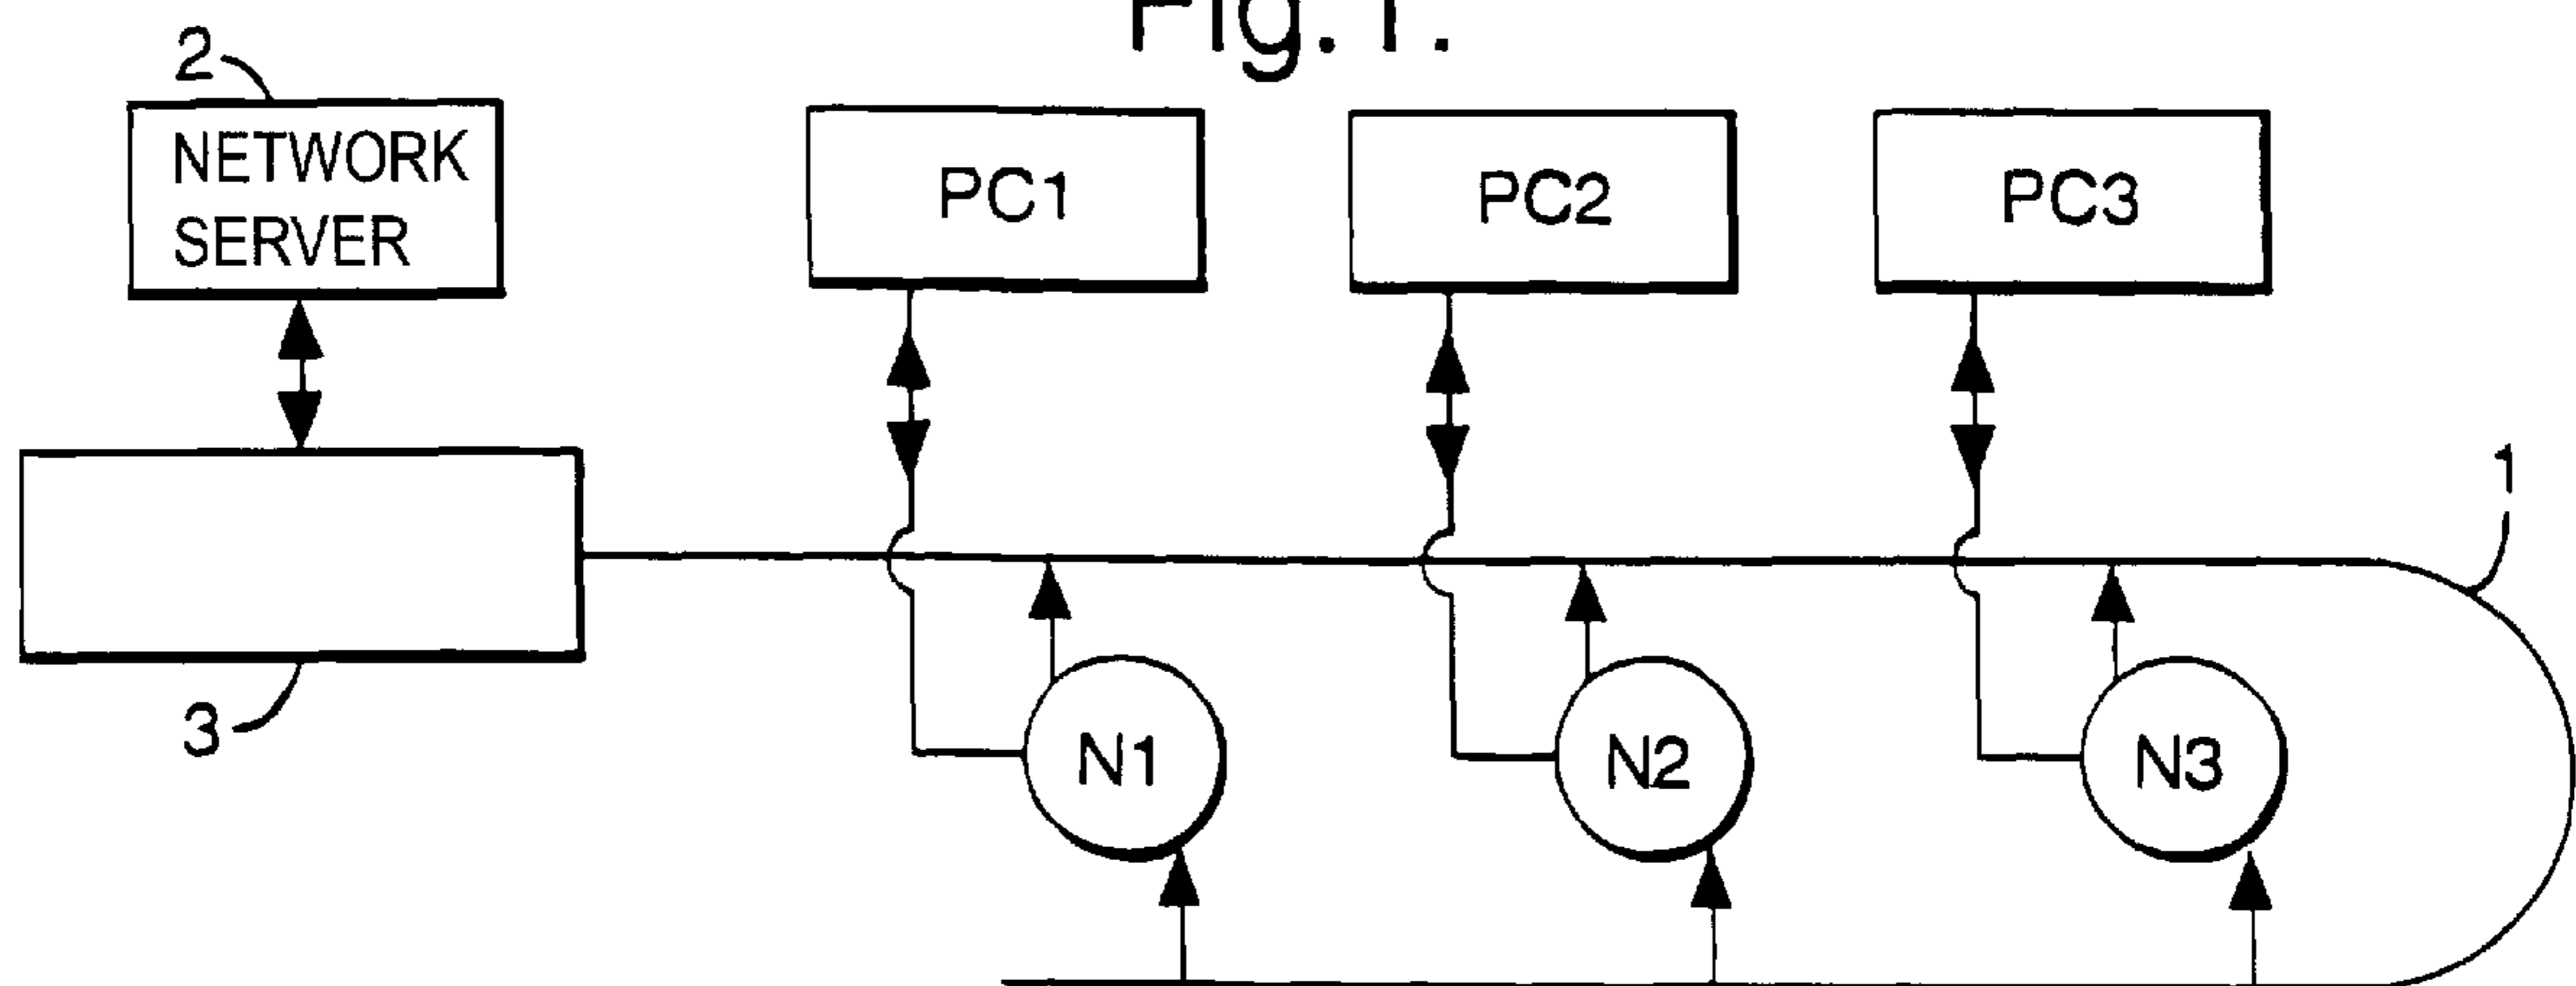 Fig.1.
2
NETWORK
SERVER
PC1
PC2
PC3
1
3
N1
N2
N3